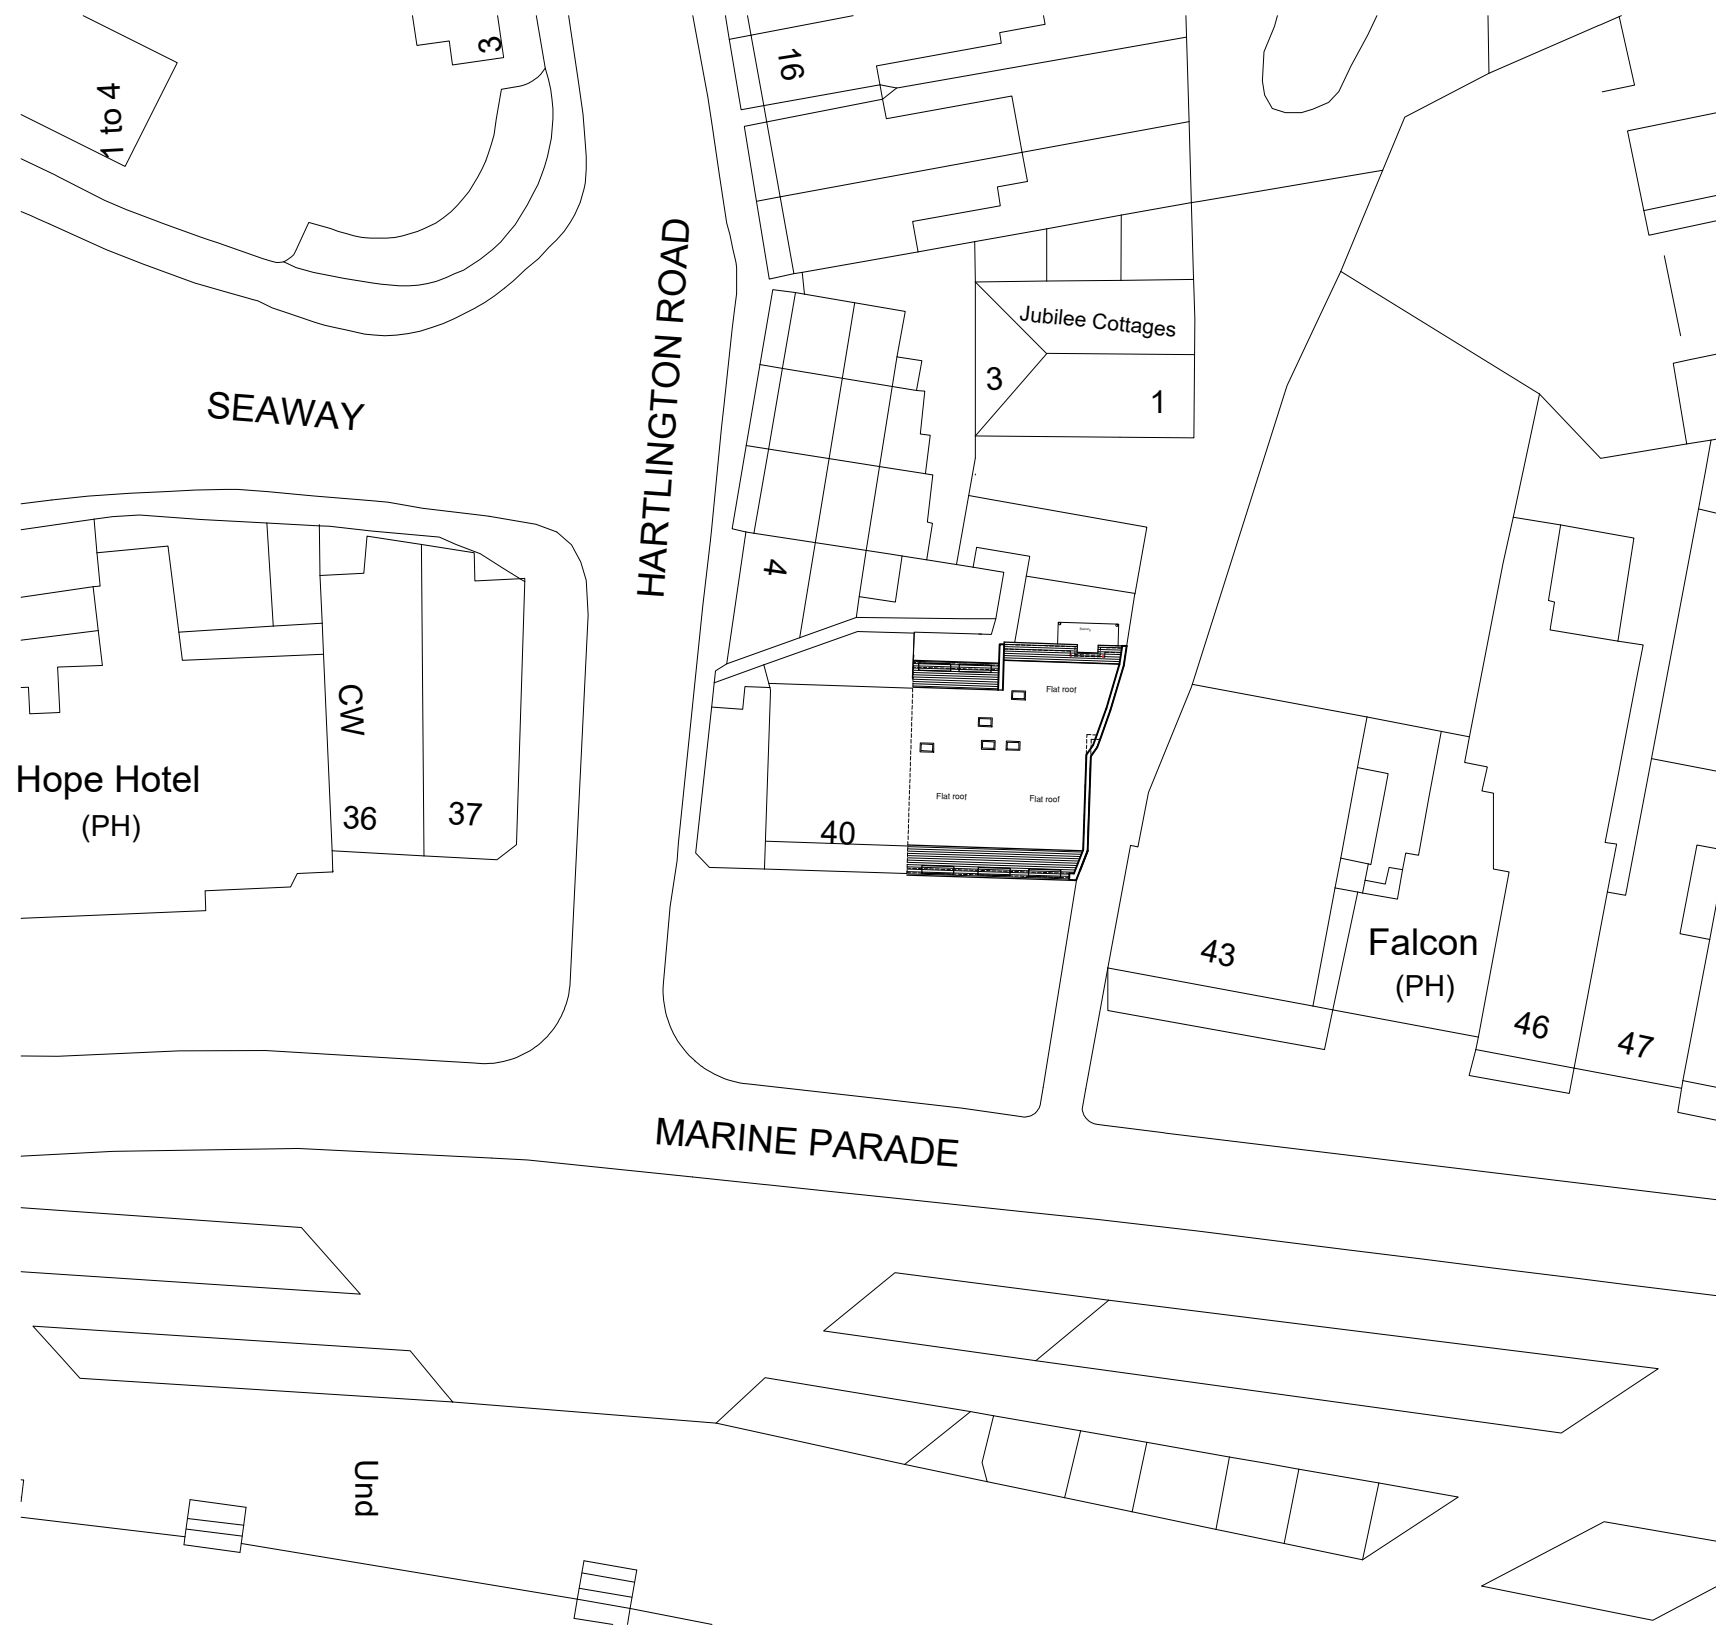 3
16
1 to 4
HARTLINGTON ROAD
Jubilee Cottages
3
1
SEAWAY
4
Flat roof
CW
Hope Hotel
(PH)
36
37
40
Flat roof
Flat roof
43
Falcon
(PH)
46
47
MARINE PARADE
Und